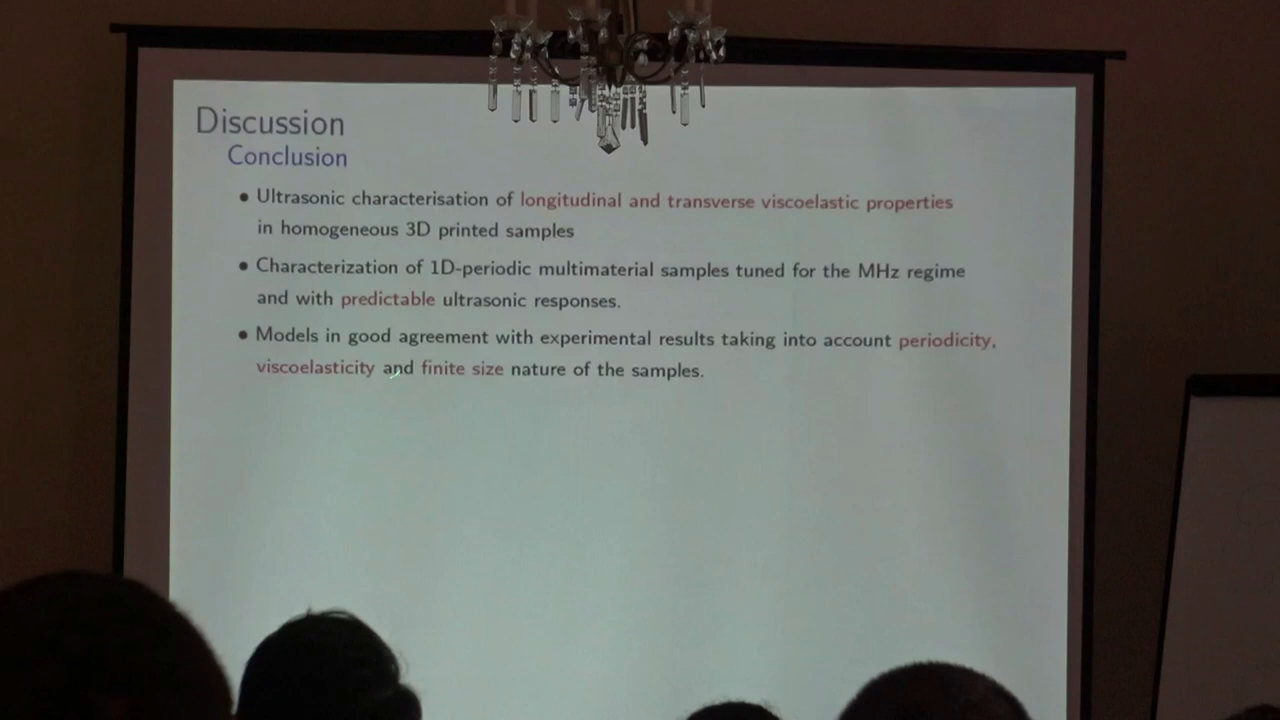 Discussion
Conclusion
• Ultrasonic characterisation of longitudinal and transverse viscoelastic properties
in homogeneous 3D printed samples
• Characterization of 1D-periodic multimaterial samples tuned for the MHz regime
and with predictable ultrasonic responses.
• Models in good agreement with experimental results taking into account periodicity,
viscoelasticity and finite size nature of the samples.